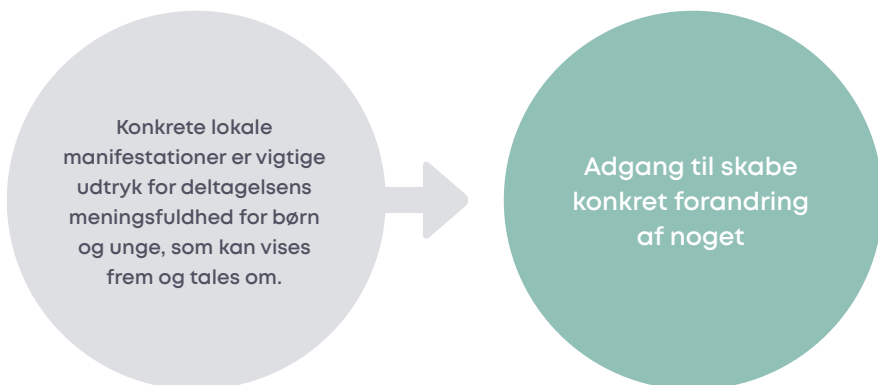 Konkrete lokale
manifestationer er vigtige
udtryk for deltagelsens
meningsfuldhed for børn
og unge, som kan vises
frem og tales om.
Adgang til skabe
konkret forandring
af noget